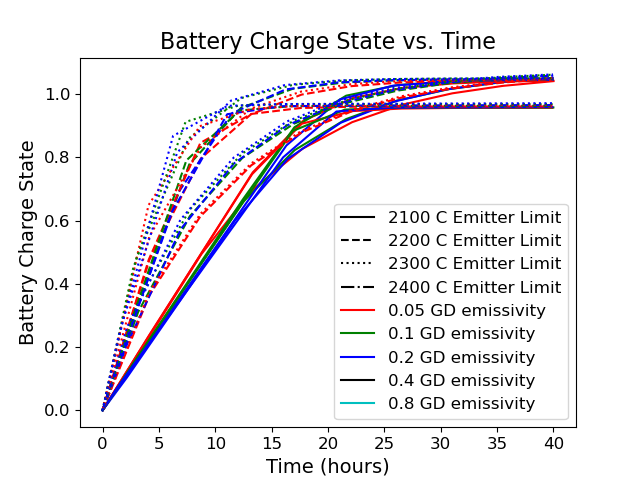 Battery Charge State vs. Time
Battery Charge State
1.0
0.8
0.6
0.4
0.2
0.0
2100 C Emitter Limit
2200 C Emitter Limit
2300 C Emitter Limit
2400 C Emitter Limit
0.05 GD emissivity
0.1 GD emissivity
0.2 GD emissivity
0.4 GD emissivity
0.8 GD emissivity
0 5 10 15 20 25 30 35 40
Time (hours)